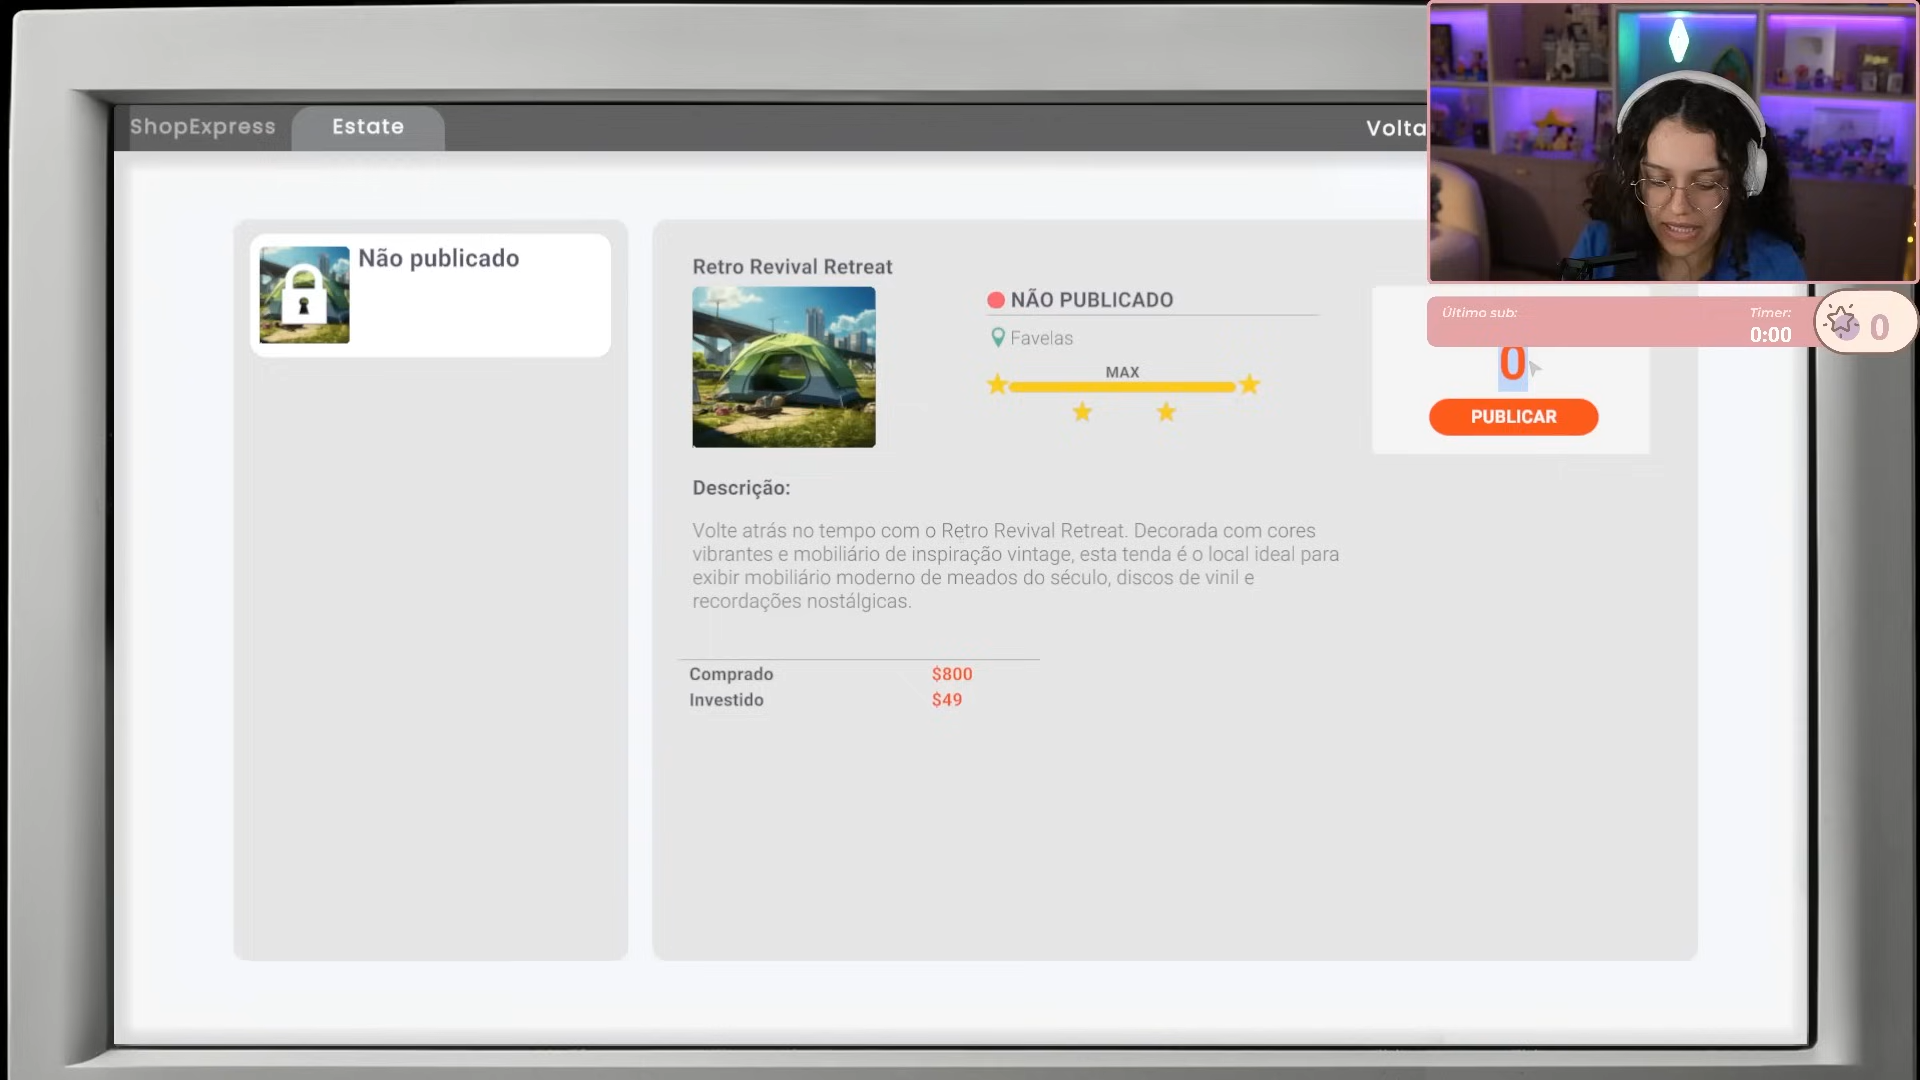 ShopExpress
Estate
Volta
Último sub:
Timer:
0:00
0
Não publicado
Retro Revival Retreat
NÃO PUBLICADO
Favelas
MAX
0
PUBLICAR
Descrição:
Volte atrás no tempo com o Retro Revival Retreat. Decorada com cores
vibrantes e mobiliário de inspiração vintage, esta tenda é o local ideal para
exibir mobiliário moderno de meados do século, discos de vinil e
recordações nostálgicas.
Comprado $800
Investido $49